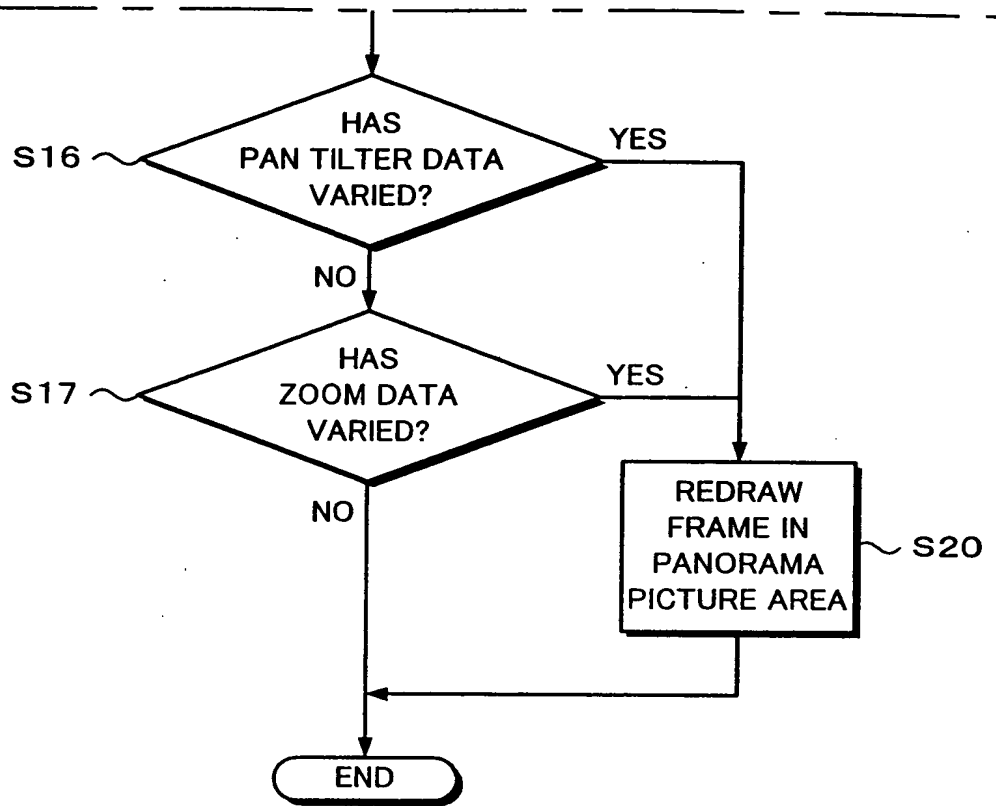 HAS
PAN TILTER DATA
VARIED?
YES
S16
NO
HAS
ZOOM DATA
VARIED?
YES
S17
NO
REDRAW
FRAME IN
PANORAMA
PICTURE AREA
S20
END